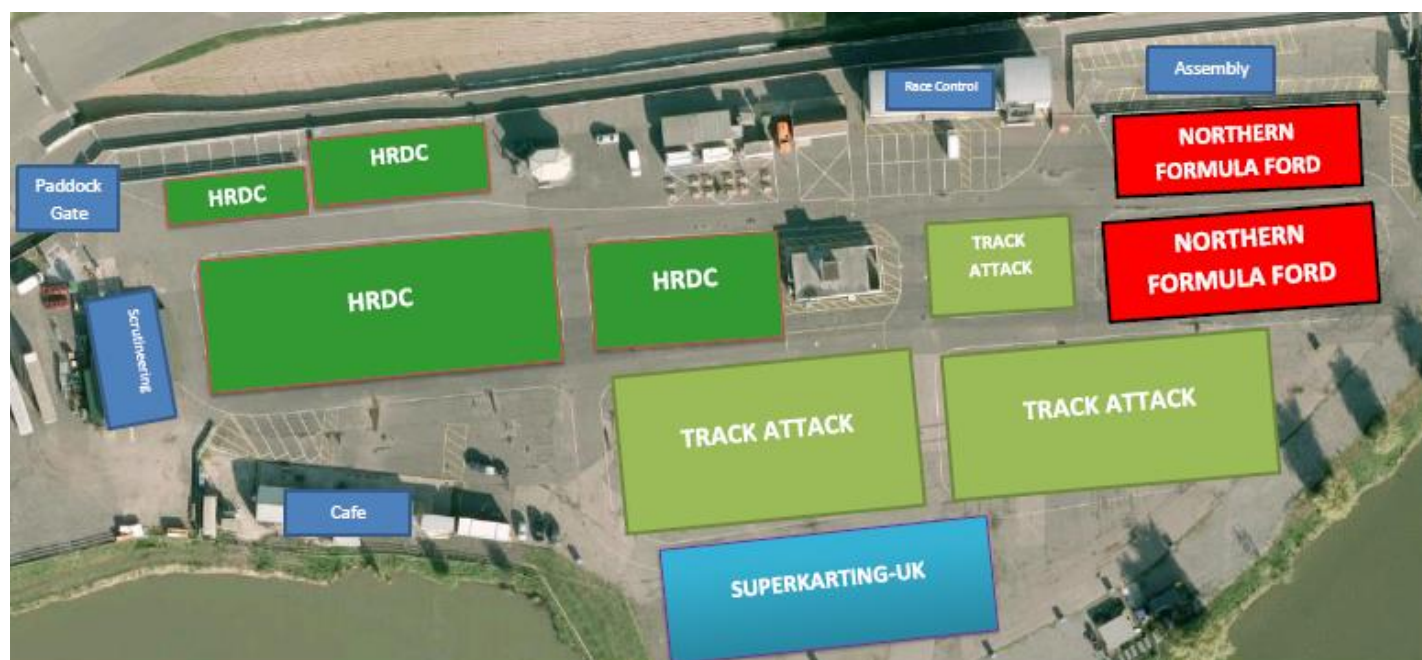 Assembly
Race Control
NORTHERN
FORMULA FORD
HRDC
HRDC
Paddock
Gate
TRACK
ATTACK
NORTHERN
FORMULA FORD
HRDC
HRDC
Scrutineering
TRACK ATTACK
TRACK ATTACK
Cafe
SUPERKARTING-UK